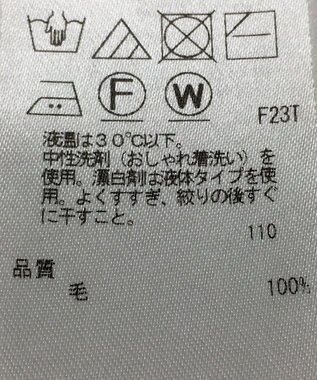 F
W
F23T
液温は30℃以下。
中性洗剤（おしゃれ着洗い）を
使用。漂白剤は液体タイプを使
用。よくすすぎ、絞りの後すぐ
に干すこと。
110
品質
毛 100%